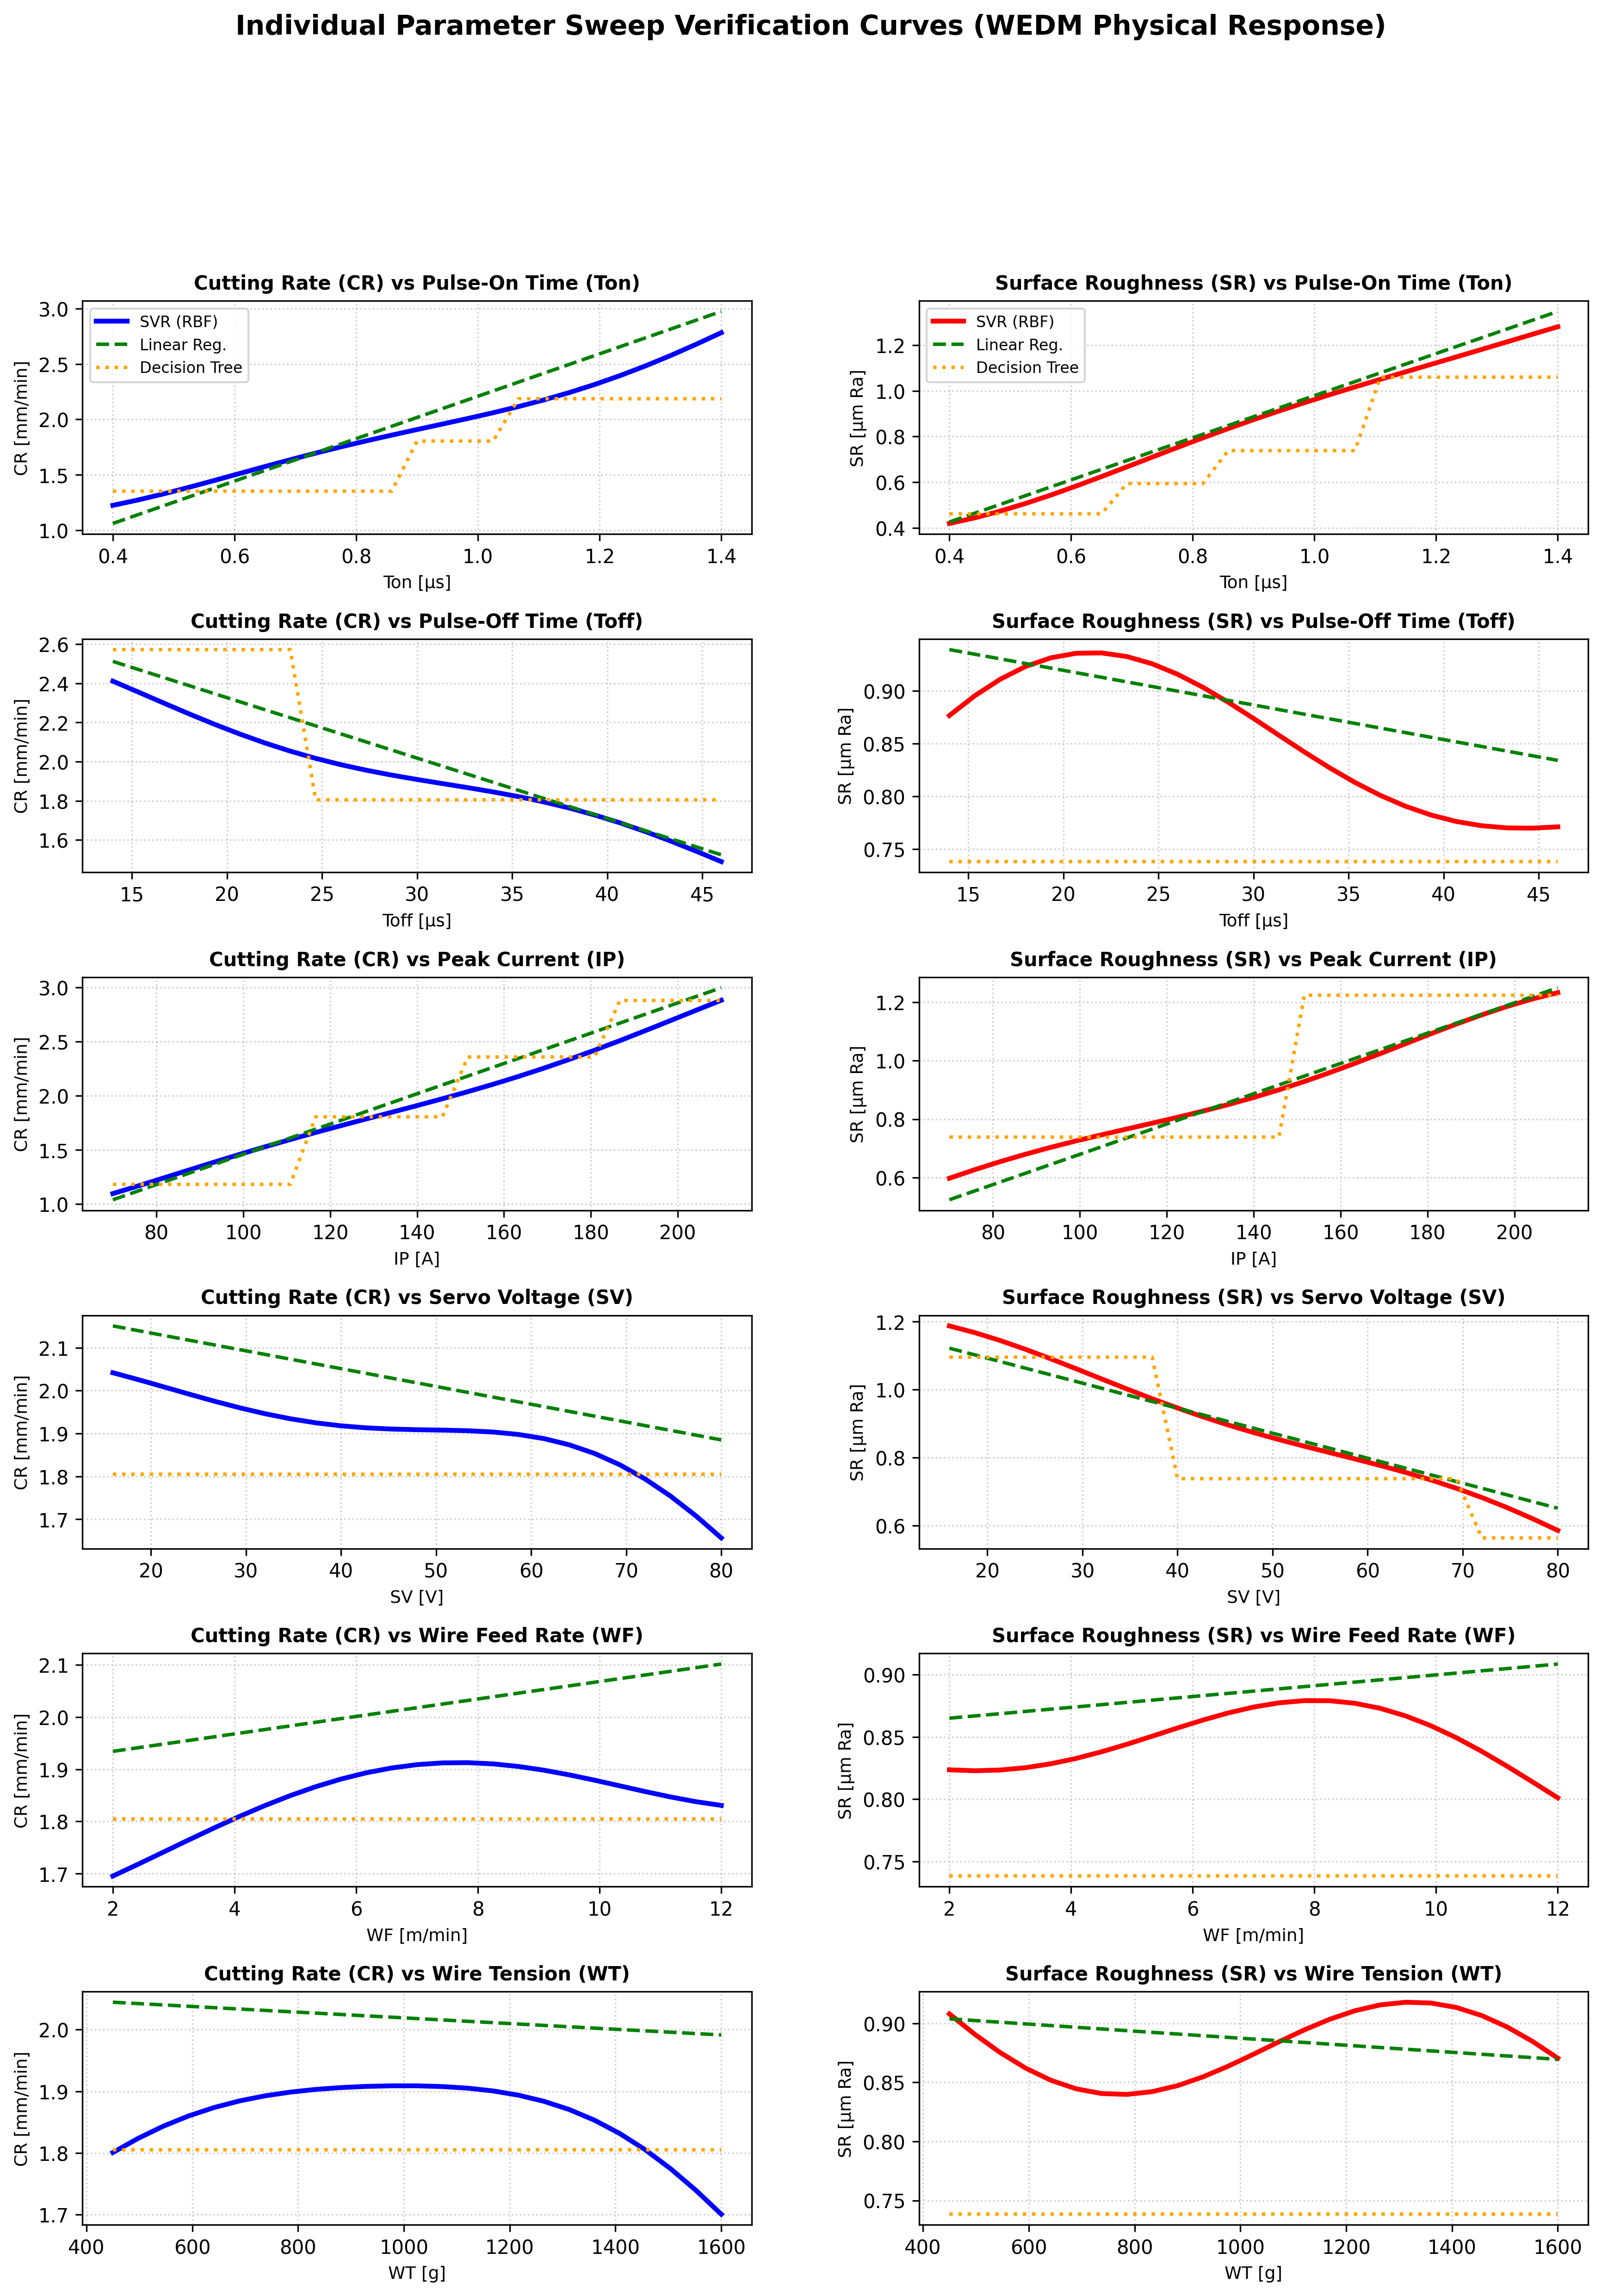 Individual Parameter Sweep Verification Curves (WEDM Physical Response)
Cutting Rate (CR) vs Pulse-On Time (Ton)
3.0
2.5
2.0
1.5
1.0
CR [mm/min]
SVR (RBF)
Linear Reg.
Decision Tree
0.4 0.6 0.8 1.0 1.2 1.4
Ton [µs]
Surface Roughness (SR) vs Pulse-On Time (Ton)
1.2
1.0
0.8
0.6
0.4
SR [µm Ra]
SVR (RBF)
Linear Reg.
Decision Tree
0.4 0.6 0.8 1.0 1.2 1.4
Ton [µs]
Cutting Rate (CR) vs Pulse-Off Time (Toff)
2.6
2.4
2.2
2.0
1.8
1.6
CR [mm/min]
15 20 25 30 35 40 45
Toff [µs]
Surface Roughness (SR) vs Pulse-Off Time (Toff)
0.90
0.85
0.80
0.75
SR [µm Ra]
15 20 25 30 35 40 45
Toff [µs]
Cutting Rate (CR) vs Peak Current (IP)
3.0
2.5
2.0
1.5
1.0
CR [mm/min]
80 100 120 140 160 180 200
IP [A]
Surface Roughness (SR) vs Peak Current (IP)
1.2
1.0
0.8
0.6
SR [µm Ra]
80 100 120 140 160 180 200
IP [A]
Cutting Rate (CR) vs Servo Voltage (SV)
2.1
2.0
1.9
1.8
1.7
CR [mm/min]
20 30 40 50 60 70 80
SV [V]
Surface Roughness (SR) vs Servo Voltage (SV)
1.2
1.0
0.8
0.6
SR [µm Ra]
20 30 40 50 60 70 80
SV [V]
Cutting Rate (CR) vs Wire Feed Rate (WF)
2.1
2.0
1.9
1.8
1.7
CR [mm/min]
2 4 6 8 10 12
WF [m/min]
Surface Roughness (SR) vs Wire Feed Rate (WF)
0.90
0.85
0.80
0.75
SR [µm Ra]
2 4 6 8 10 12
WF [m/min]
Cutting Rate (CR) vs Wire Tension (WT)
2.0
1.9
1.8
1.7
CR [mm/min]
400 600 800 1000 1200 1400 1600
WT [g]
Surface Roughness (SR) vs Wire Tension (WT)
0.90
0.85
0.80
0.75
SR [µm Ra]
400 600 800 1000 1200 1400 1600
WT [g]